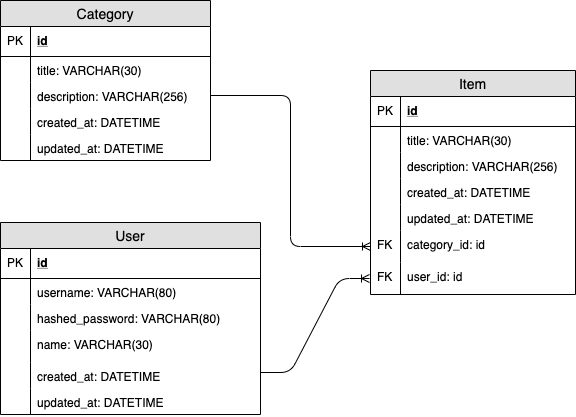 Category
PK id
title: VARCHAR(30)
description: VARCHAR(256)
created_at: DATETIME
updated_at: DATETIME
Item
PK id
title: VARCHAR(30)
description: VARCHAR(256)
created_at: DATETIME
updated_at: DATETIME
FK category_id: id
FK user_id: id
User
PK id
username: VARCHAR(80)
hashed_password: VARCHAR(80)
name: VARCHAR(30)
created_at: DATETIME
updated_at: DATETIME